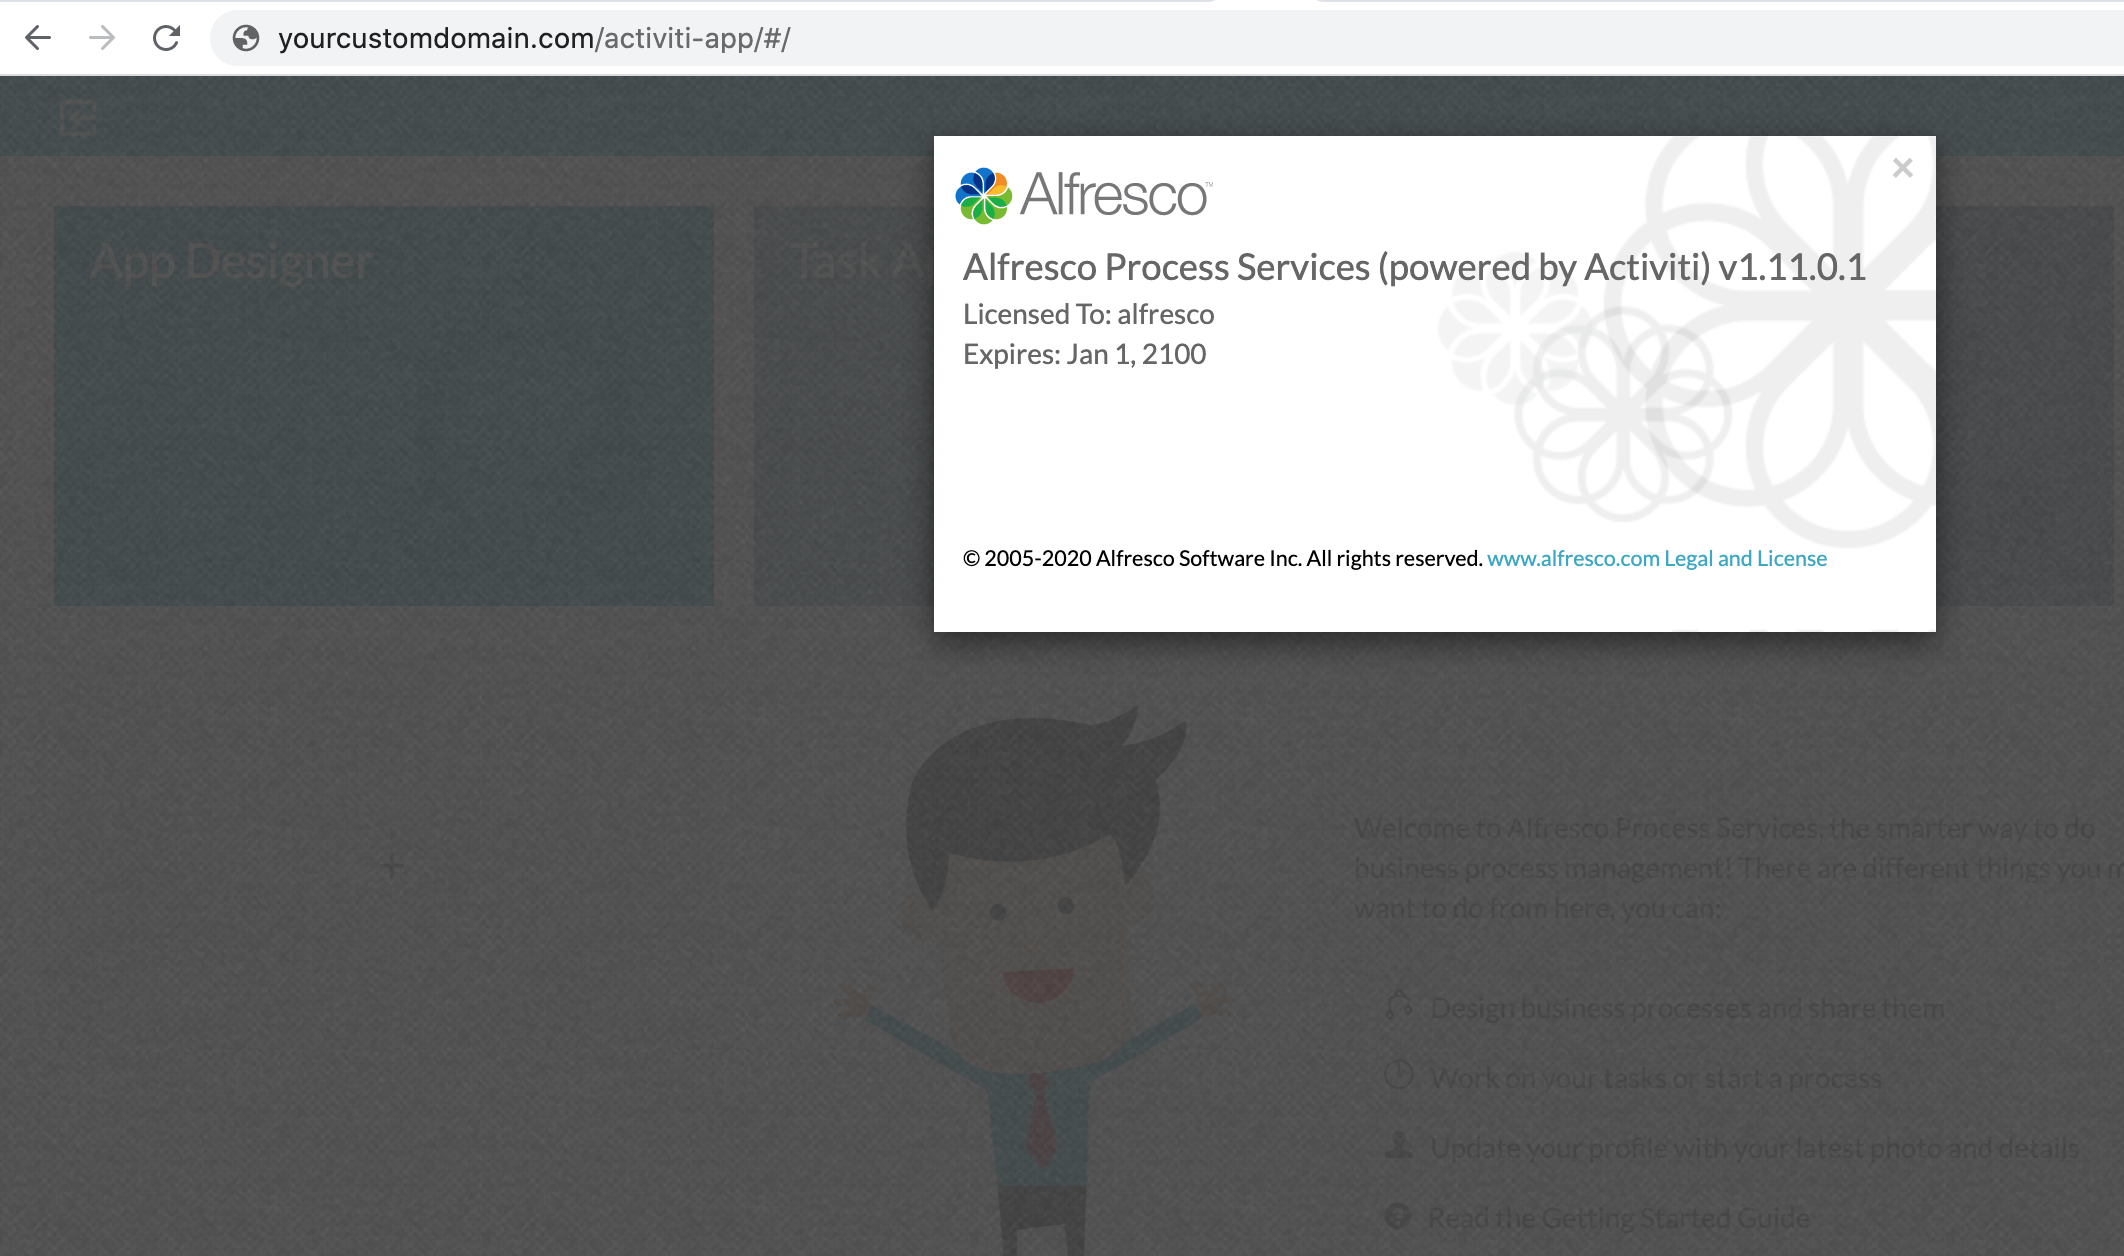 yourcustomdomain.com/activiti-app/#/
App Designer
Task A
Alfresco™
Alfresco Process Services (powered by Activiti) v1.11.0.1
Licensed To: alfresco
Expires: Jan 1, 2100
© 2005-2020 Alfresco Software Inc. All rights reserved. www.alfresco.com Legal and License
Welcome to Alfresco Process Services, the smarter way to do
business process management! There are different things you m
want to do from here, you can:
Design business processes and share them
Work on your tasks or start a process
Update your profile with your latest photo and details
Read the Getting Started Guide